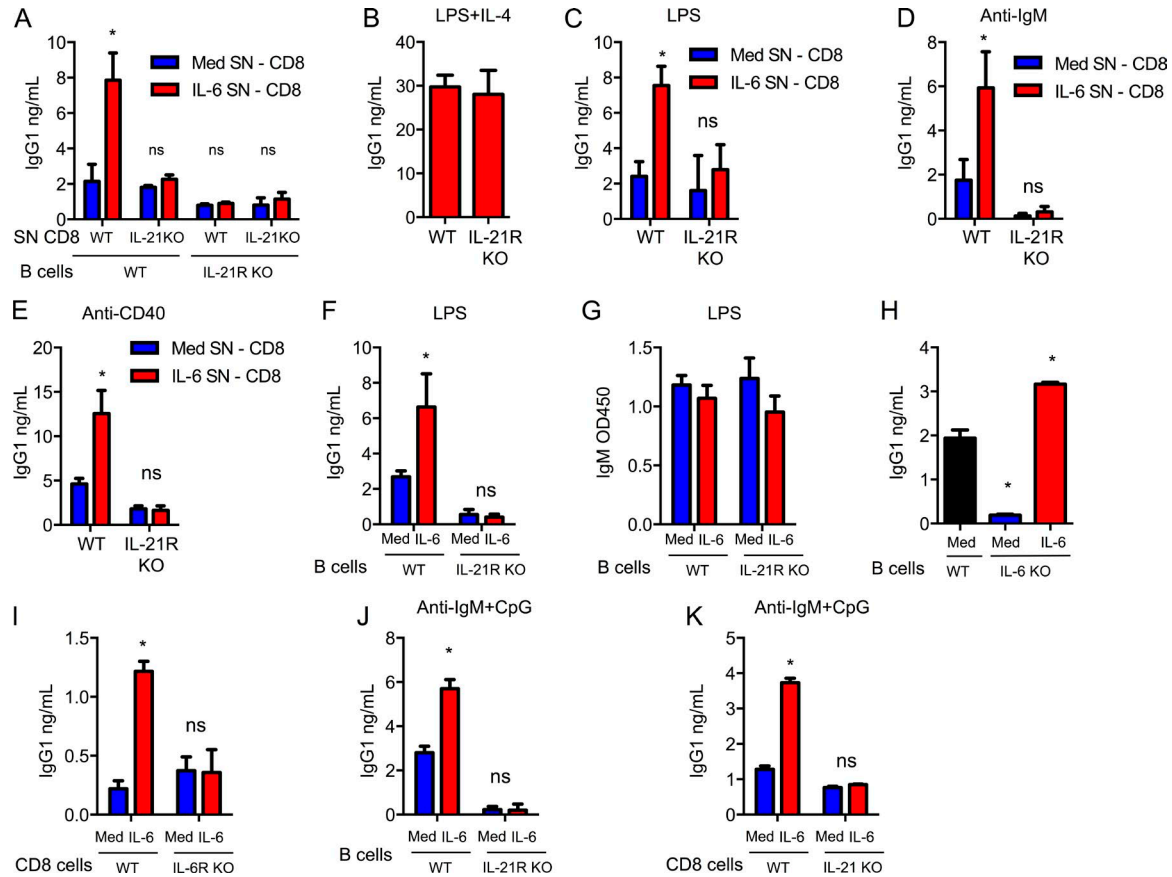 A
IgG1 ng/mL
10
8
6
4
2
0
*
ns
ns
ns
Med SN - CD8
IL-6 SN - CD8
SN CD8
WT
IL-21KO
WT
IL-21KO
B cells
WT
IL-21R KO
B
LPS+IL-4
IgG1 ng/mL
40
30
20
10
0
WT
IL-21R
KO
C
LPS
IgG1 ng/mL
10
8
6
4
2
0
*
ns
Med SN - CD8
IL-6 SN - CD8
WT
IL-21R
KO
D
Anti-IgM
IgG1 ng/mL
8
6
4
2
0
*
ns
Med SN - CD8
IL-6 SN - CD8
WT
IL-21R
KO
E
Anti-CD40
IgG1 ng/mL
20
15
10
5
0
*
ns
Med SN - CD8
IL-6 SN - CD8
WT
IL-21R
KO
F
LPS
IgG1 ng/mL
10
8
6
4
2
0
*
ns
Med IL-6
Med IL-6
B cells
WT
IL-21R KO
G
LPS
IgM OD450
1.5
1.0
0.5
0.0
Med IL-6
Med IL-6
B cells
WT
IL-21R KO
H
IgG1 ng/mL
4
3
2
1
0
*
*
Med
Med
IL-6
B cells
WT
IL-6 KO
I
IgG1 ng/mL
1.5
1.0
0.5
0.0
*
ns
Med IL-6
Med IL-6
CD8 cells
WT
IL-6R KO
J
Anti-IgM+CpG
IgG1 ng/mL
8
6
4
2
0
*
ns
Med IL-6
Med IL-6
B cells
WT
IL-21R KO
K
Anti-IgM+CpG
IgG1 ng/mL
5
4
3
2
1
0
*
ns
Med IL-6
Med IL-6
CD8 cells
WT
IL-21 KO